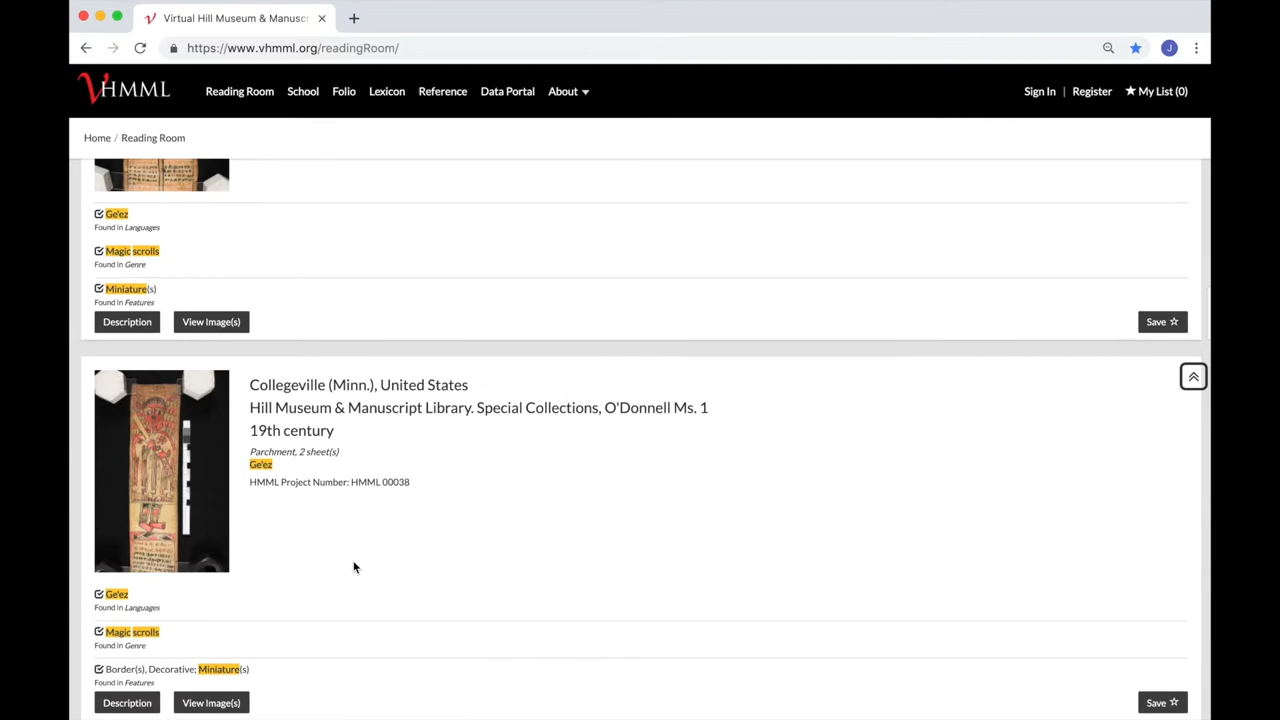 Virtual Hill Museum & Manuscr
https://www.vhmml.org/readingRoom/
J
VHMML
Reading Room
School
Folio
Lexicon
Reference
Data Portal
About
Sign In | Register
My List (0)
Home / Reading Room
Ge'ez
Found in Languages
Magic scrolls
Found in Genre
Miniature(s)
Found in Features
Description
View Image(s)
Save
Collegeville (Minn.), United States
Hill Museum & Manuscript Library. Special Collections, O'Donnell Ms. 1
19th century
Parchment, 2 sheet(s)
Ge'ez
HMML Project Number: HMML 00038
Ge'ez
Found in Languages
Magic scrolls
Found in Genre
Border(s), Decorative; Miniature(s)
Found in Features
Description
View Image(s)
Save